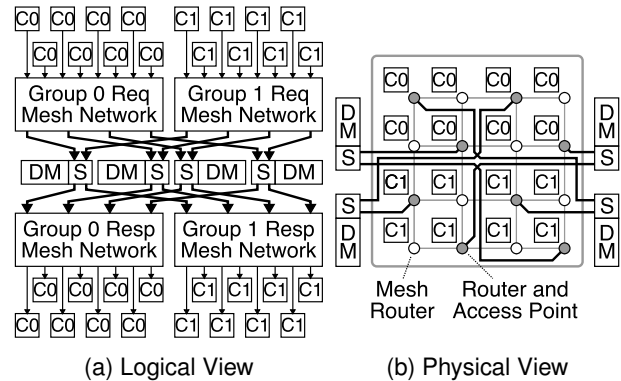 C0 C0 C0 C0 C1 C1 C1 C1
C0 C0 C0 C0 C1 C1 C1 C1
Group 0 Req
Mesh Network
Group 1 Req
Mesh Network
DM S DM S S DM S DM
Group 0 Resp
Mesh Network
Group 1 Resp
Mesh Network
C0 C0 C0 C0 C1 C1 C1 C1
C0 C0 C0 C0 C1 C1 C1 C1
(a) Logical View
C0 C0 C0 C0
DM
S
C0 C0 C0 C0
DM
S
S
DM
C1 C1 C1 C1
S
DM
C1 C1 C1 C1
Mesh
Router
Router and
Access Point
(b) Physical View